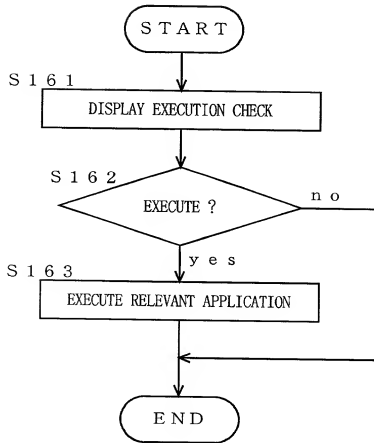 START
S161
DISPLAY EXECUTION CHECK
S162
EXECUTE ?
no
yes
S163
EXECUTE RELEVANT APPLICATION
END